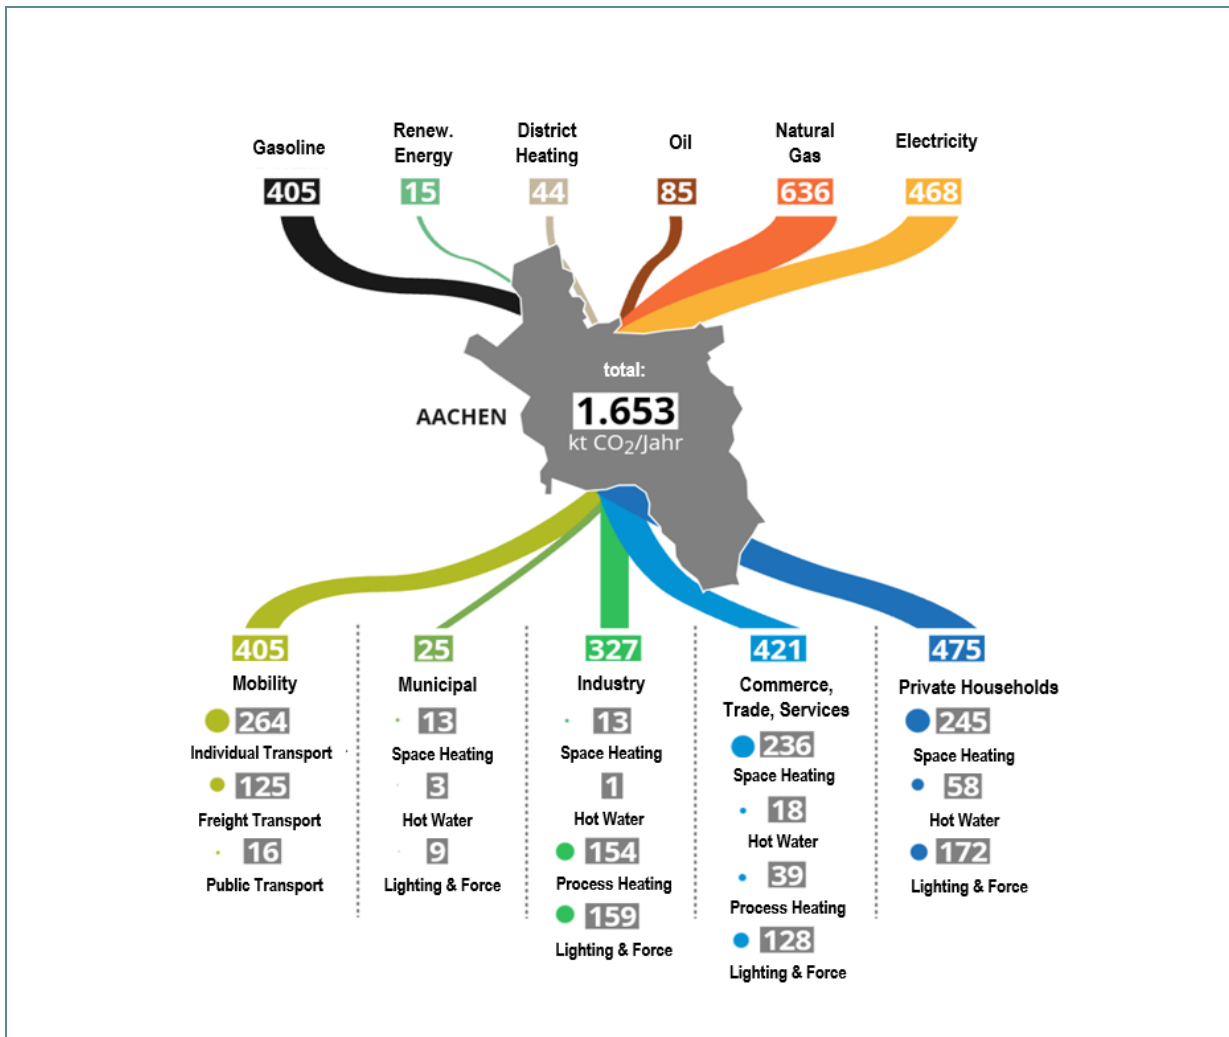 Gasoline
Renew.
Energy
District
Heating
Oil
Natural
Gas
Electricity
405
15
44
85
636
468
total:
1.653
kt CO₂/Jahr
AACHEN
405
Mobility
264
Individual Transport
125
Freight Transport
16
Public Transport
25
Municipal
13
Space Heating
3
Hot Water
9
Lighting & Force
327
Industry
13
Space Heating
1
Hot Water
154
Process Heating
159
Lighting & Force
421
Commerce,
Trade, Services
236
Space Heating
18
Hot Water
39
Process Heating
128
Lighting & Force
475
Private Households
245
Space Heating
58
Hot Water
172
Lighting & Force